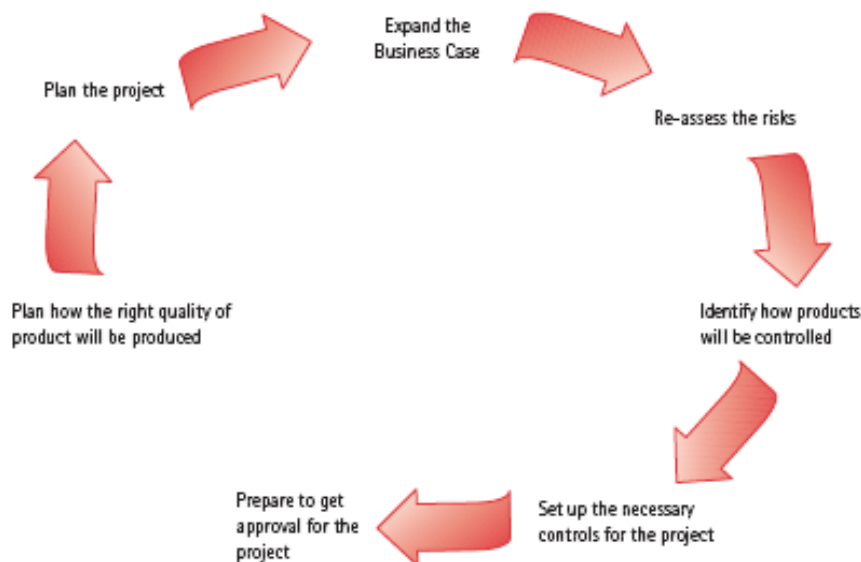 Expand the
Business Case
Plan the project
Re-assess the risks
Plan how the right quality of
product will be produced
Identify how products
will be controlled
Prepare to get
approval for the
project
Set up the necessary
controls for the project